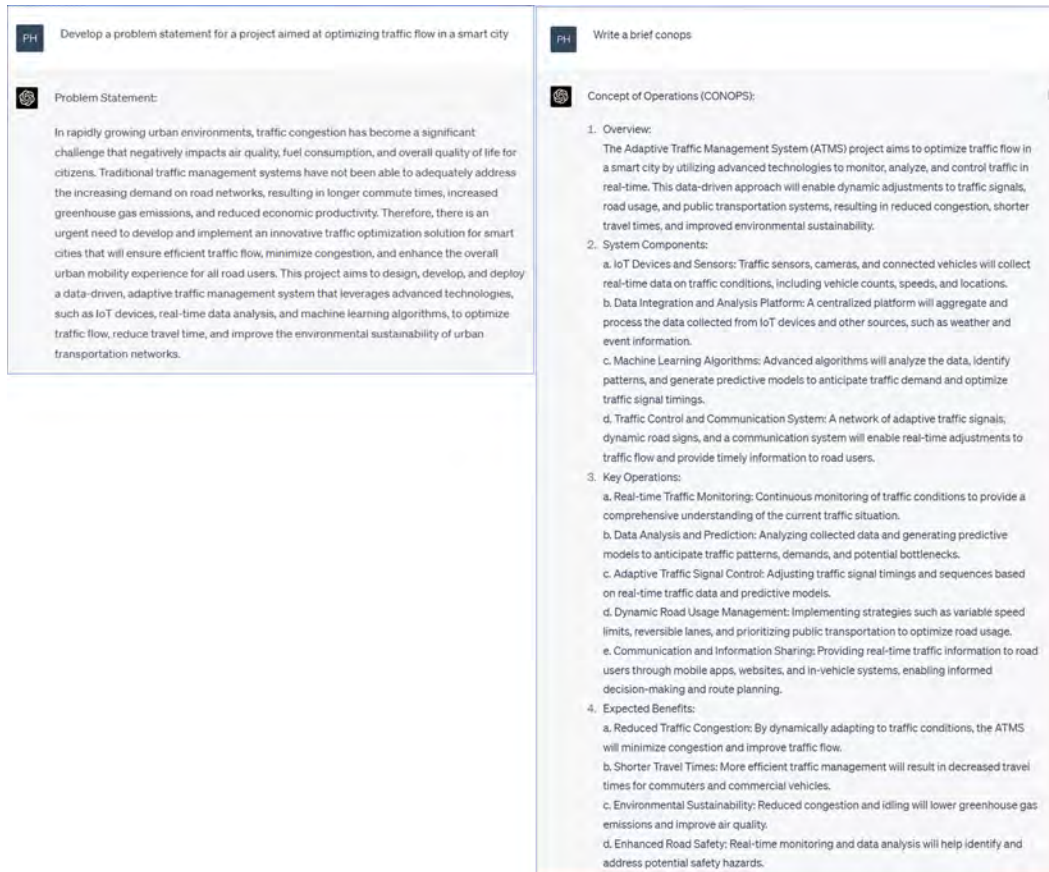 PH
Develop a problem statement for a project aimed at optimizing traffic flow in a smart city
Problem Statement:
In rapidly growing urban environments, traffic congestion has become a significant
challenge that negatively impacts air quality, fuel consumption, and overall quality of life for
citizens. Traditional traffic management systems have not been able to adequately address
the increasing demand on road networks, resulting in longer commute times, increased
greenhouse gas emissions, and reduced economic productivity. Therefore, there is an
urgent need to develop and implement an innovative traffic optimization solution for smart
cities that will ensure efficient traffic flow, minimize congestion, and enhance the overall
urban mobility experience for all road users. This project aims to design, develop, and deploy
a data-driven, adaptive traffic management system that leverages advanced technologies,
such as IoT devices, real-time data analysis, and machine learning algorithms, to optimize
traffic flow, reduce travel time, and improve the environmental sustainability of urban
transportation networks.
PH
Write a brief conops
Concept of Operations (CONOPS):
1. Overview:
The Adaptive Traffic Management System (ATMS) project aims to optimize traffic flow in
a smart city by utilizing advanced technologies to monitor, analyze, and control traffic in
real-time. This data-driven approach will enable dynamic adjustments to traffic signals,
road usage, and public transportation systems, resulting in reduced congestion, shorter
travel times, and improved environmental sustainability.
2. System Components:
a. IoT Devices and Sensors: Traffic sensors, cameras, and connected vehicles will collect
real-time data on traffic conditions, including vehicle counts, speeds, and locations.
b. Data Integration and Analysis Platform: A centralized platform will aggregate and
process the data collected from IoT devices and other sources, such as weather and
event information.
c. Machine Learning Algorithms: Advanced algorithms will analyze the data, identify
patterns, and generate predictive models to anticipate traffic demand and optimize
traffic signal timings.
d. Traffic Control and Communication System: A network of adaptive traffic signals,
dynamic road signs, and a communication system will enable real-time adjustments to
traffic flow and provide timely information to road users.
3. Key Operations:
a. Real-time Traffic Monitoring: Continuous monitoring of traffic conditions to provide a
comprehensive understanding of the current traffic situation.
b. Data Analysis and Prediction: Analyzing collected data and generating predictive
models to anticipate traffic patterns, demands, and potential bottlenecks.
c. Adaptive Traffic Signal Control: Adjusting traffic signal timings and sequences based
on real-time traffic data and predictive models.
d. Dynamic Road Usage Management: Implementing strategies such as variable speed
limits, reversible lanes, and prioritizing public transportation to optimize road usage.
e. Communication and Information Sharing: Providing real-time traffic information to road
users through mobile apps, websites, and in-vehicle systems, enabling informed
decision-making and route planning.
4. Expected Benefits:
a. Reduced Traffic Congestion: By dynamically adapting to traffic conditions, the ATMS
will minimize congestion and improve traffic flow.
b. Shorter Travel Times: More efficient traffic management will result in decreased travel
times for commuters and commercial vehicles.
c. Environmental Sustainability: Reduced congestion and idling will lower greenhouse gas
emissions and improve air quality.
d. Enhanced Road Safety: Real-time monitoring and data analysis will help identify and
address potential safety hazards.